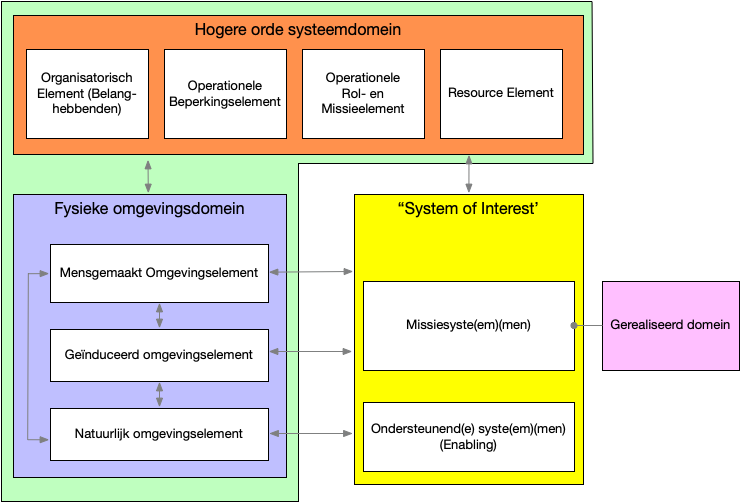 Hogere orde systeemdomein
Organisatorisch
Element (Belang-
hebbenden)
Operationele
Beperkingselement
Operationele
Rol- en
Missieelement
Resource Element
Fysieke omgevingsdomein
Mensgemaakt Omgevingselement
Geïnduceerd omgevingselement
Natuurlijk omgevingselement
“System of Interest’
Missiesyste(em)(men)
Ondersteunend(e) syste(em)(men)
(Enabling)
Gerealiseerd domein